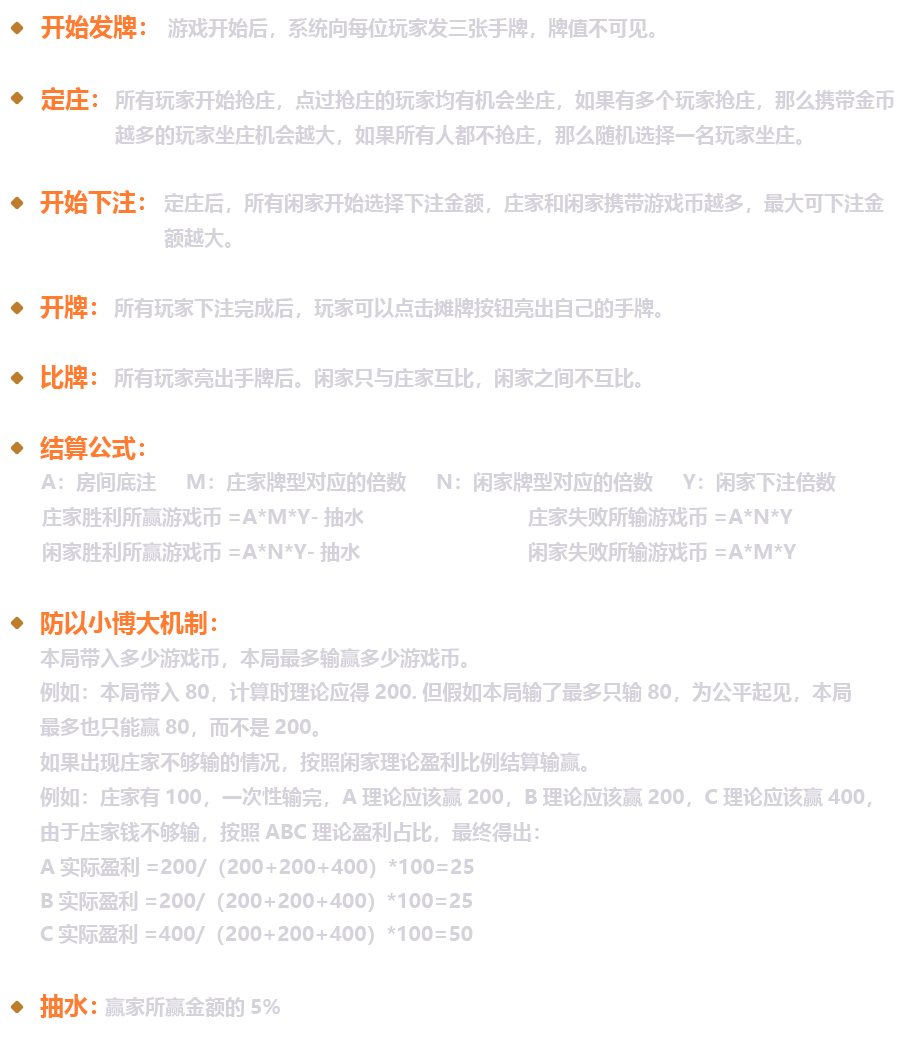 开始发牌：游戏开始后，系统向每位玩家发三张手牌，牌值不可见。
定庄：所有玩家开始抢庄，点过抢庄的玩家均有机会坐庄，如果有多个玩家抢庄，那么携带金币
越多的玩家坐庄机会越大，如果所有人都不抢庄，那么随机选择一名玩家坐庄。
开始下注：定庄后，所有闲家开始选择下注金额，庄家和闲家携带游戏币越多，最大可下注金
额越大。
开牌：所有玩家下注完成后，玩家可以点击摊牌按钮亮出自己的手牌。
比牌：所有玩家亮出手牌后。闲家只与庄家互比，闲家之间不互比。
结算公式：
A：房间底注 M：庄家牌型对应的倍数 N：闲家牌型对应的倍数 Y：闲家下注倍数
庄家胜利所赢游戏币 =A*M*Y- 抽水 庄家失败所输游戏币 =A*N*Y
闲家胜利所赢游戏币 =A*N*Y- 抽水 闲家失败所输游戏币 =A*M*Y
防以小博大机制：
本局带入多少游戏币，本局最多输赢多少游戏币。
例如：本局带入 80，计算时理论应得 200. 但假如本局输了最多只输 80，为公平起见，本局
最多也只能赢 80，而不是 200。
如果出现庄家不够输的情况，按照闲家理论盈利比例结算输赢。
例如：庄家有 100，一次性输完，A 理论应该赢 200，B 理论应该赢 200，C 理论应该赢 400，
由于庄家钱不够输，按照 ABC 理论盈利占比，最终得出：
A 实际盈利 =200/（200+200+400）*100=25
B 实际盈利 =200/（200+200+400）*100=25
C 实际盈利 =400/（200+200+400）*100=50
抽水：赢家所赢金额的 5%